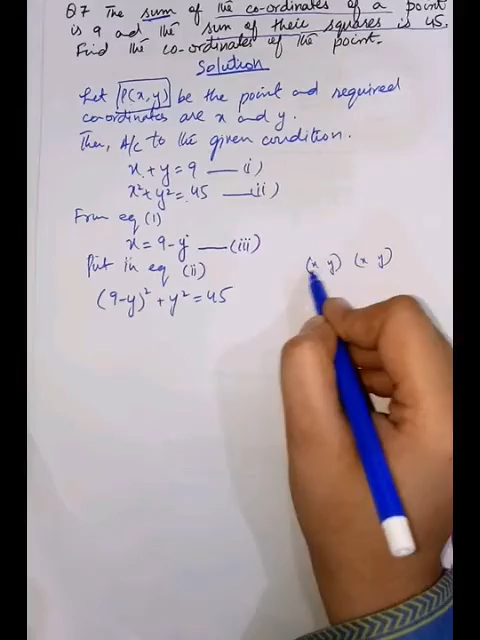 Q7 The sum of the co-ordinates of a point
is 9 and the sum of their squares is 45.
Find the co-ordinates of the point.
Solution
Let P(x,y) be the point and required
co-ordinates are x and y.
Then, A/c to the given condition.
x + y = 9 — (i)
x² + y² = 45 — (ii)
From eq (1)
x = 9 - y — (iii)
Put in eq (ii)
(x y) (x y)
(9-y)² + y² = 45